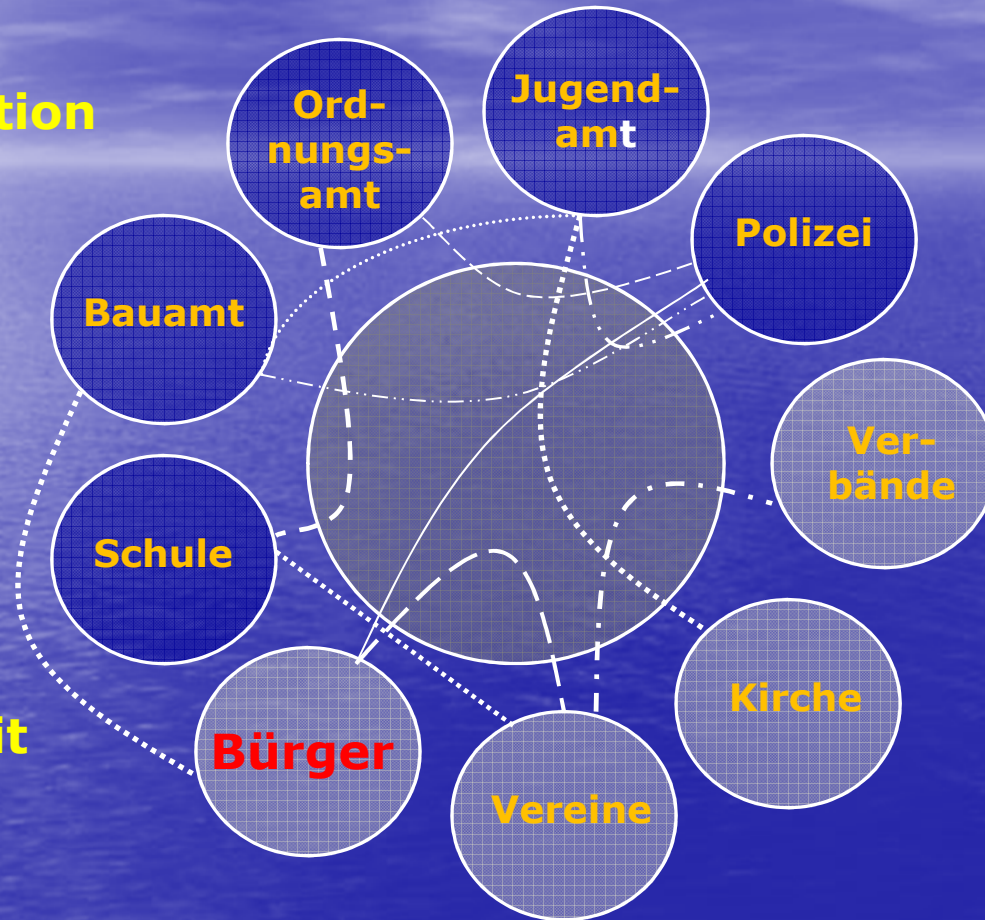 tion
Ord-
nungs-
amt
Jugend-
amt
Polizei
Bauamt
Ver-
bände
Schule
Kirche
it
Bürger
Vereine